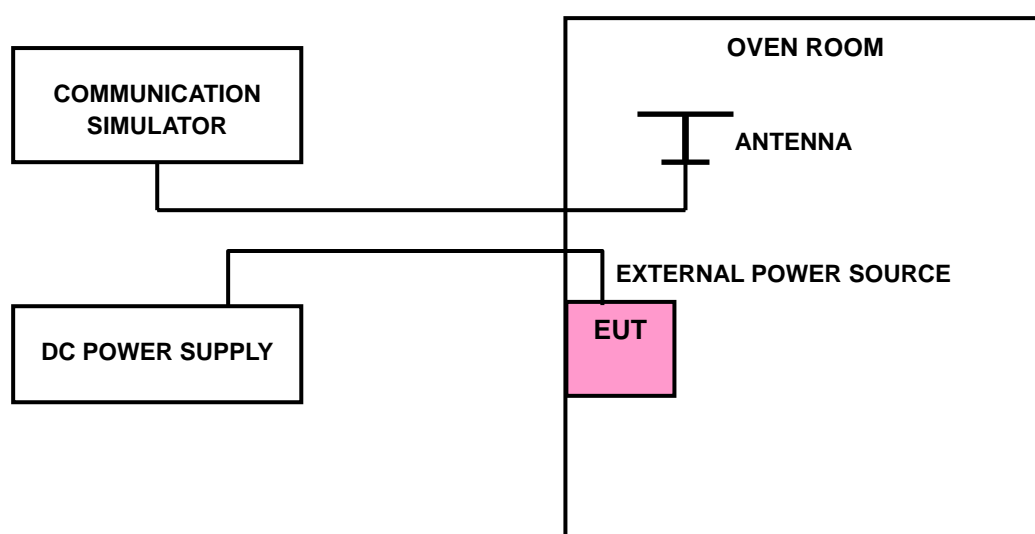 OVEN ROOM
COMMUNICATION
SIMULATOR
ANTENNA
EXTERNAL POWER SOURCE
EUT
DC POWER SUPPLY